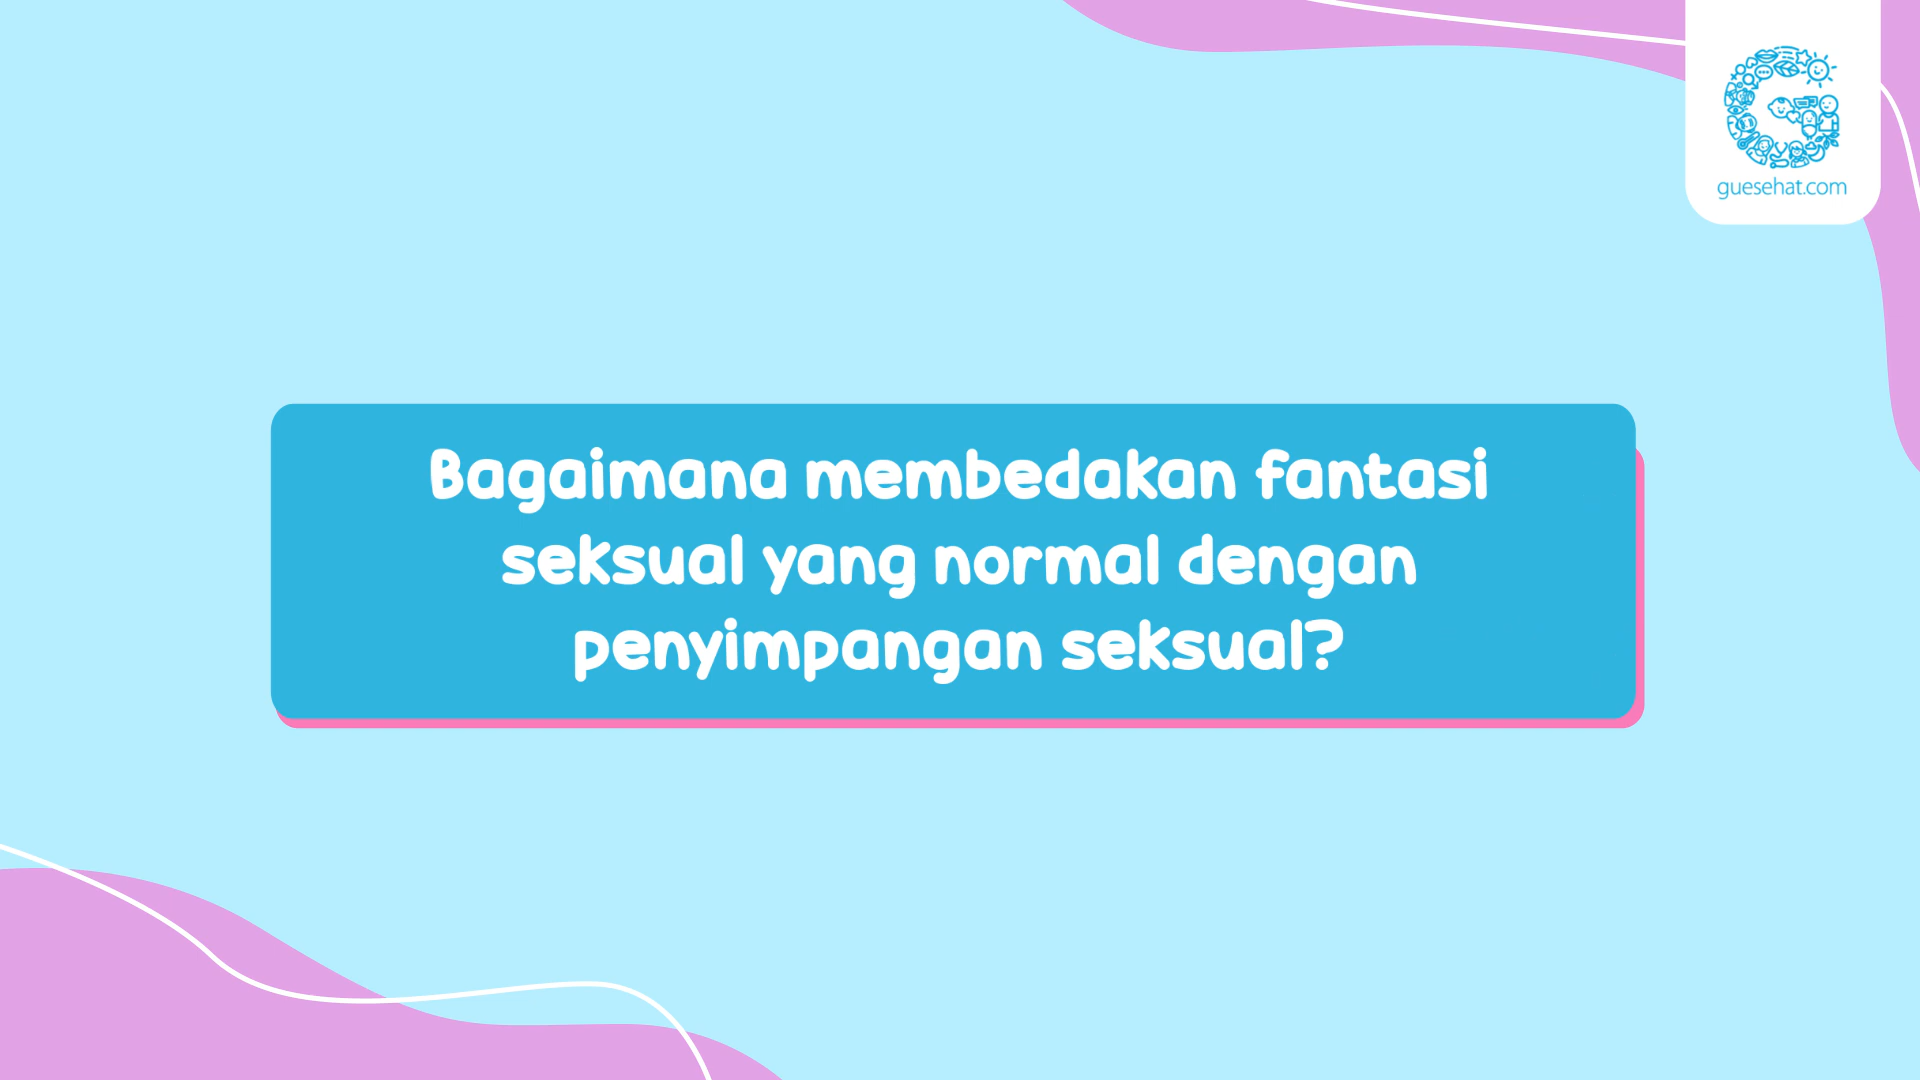 guesehat.com
Bagaimana membedakan fantasi
seksual yang normal dengan
penyimpangan seksual?